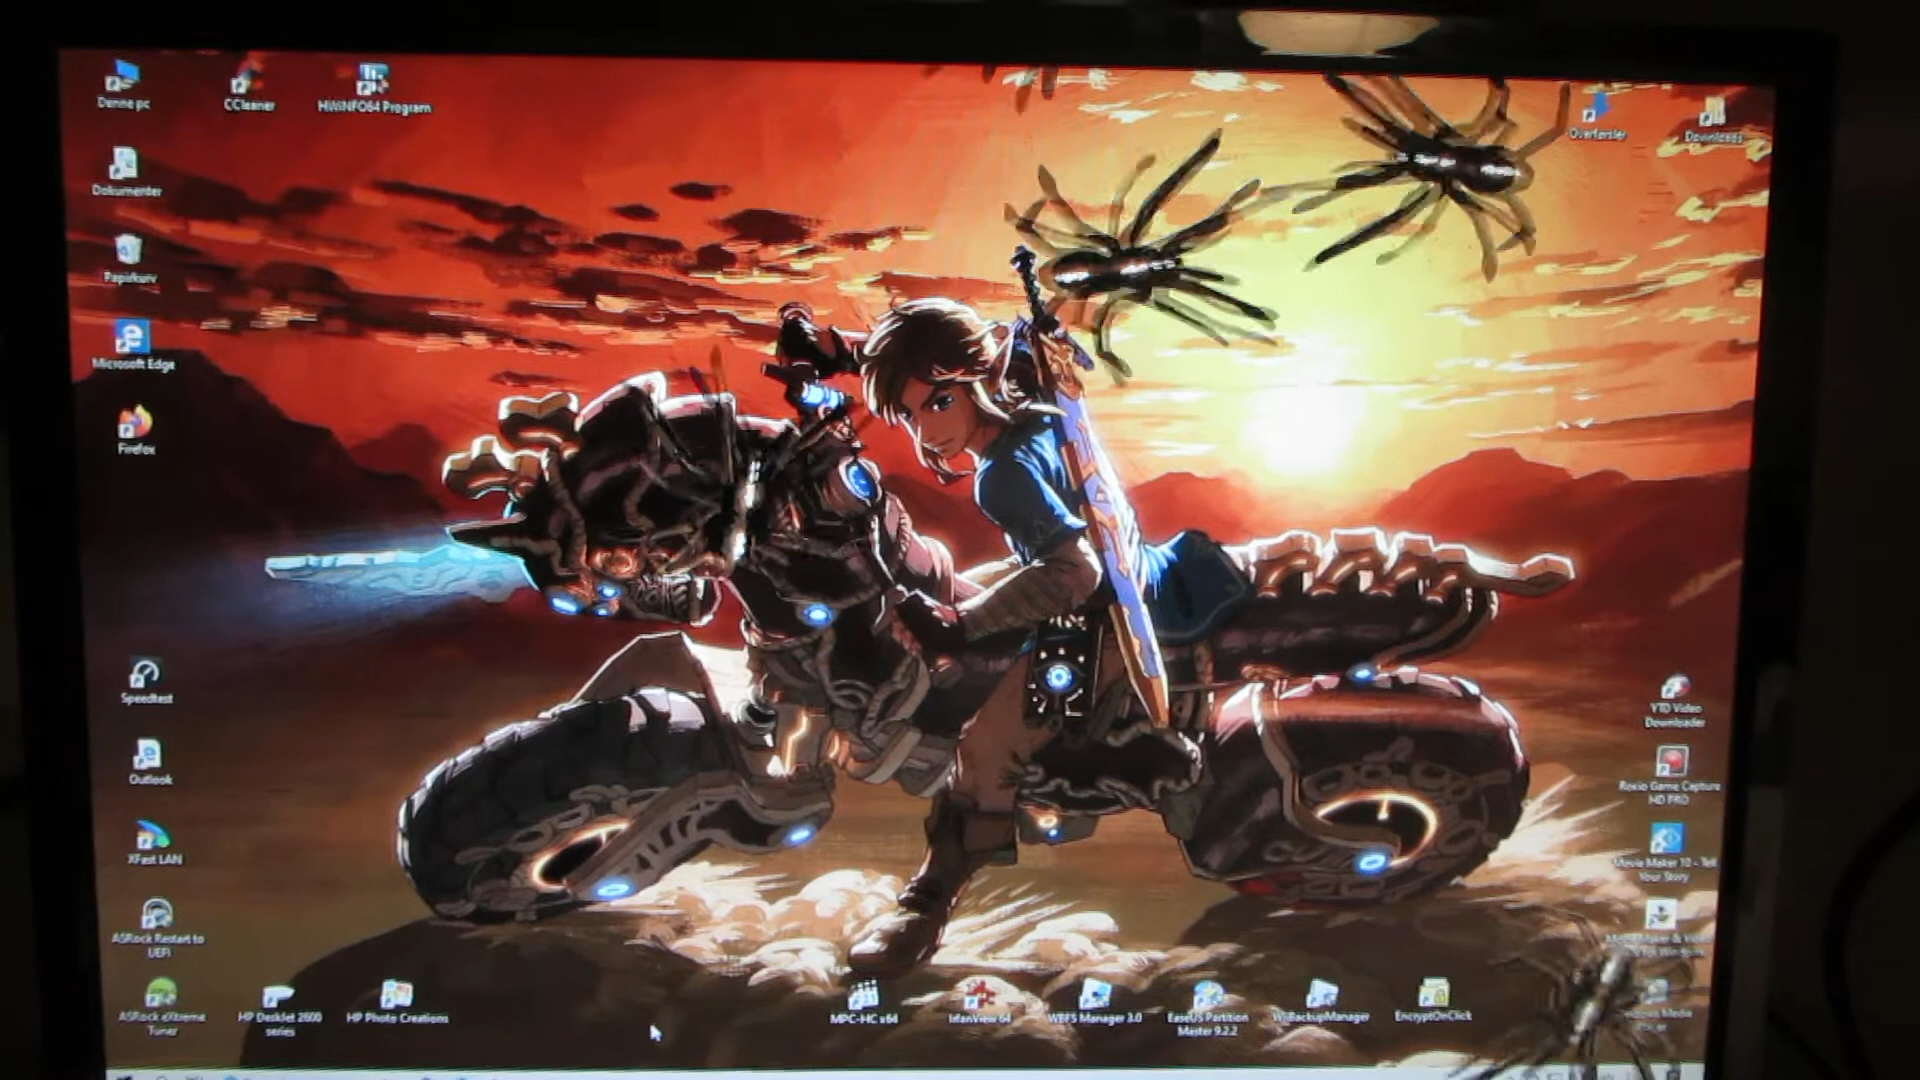 Denne pc
CCleaner
HWiNFO64 Program
Overførsler
Downloads
Dokumenter
Papirkurv
Microsoft Edge
Firefox
Speedtest
Outlook
XFast LAN
ASRock Restart to
UEFI
ASRock eXtreme
Tuner
HP DeskJet 2600
series
HP Photo Creations
MPC-HC x64
IrfanView 64
WBFS Manager 3.0
EaseUS Partition
Master 9.2.2
WiiBackupManager
EncryptOnClick
YTD Video
Downloader
Roxio Game Capture
HD PRO
Movie Maker 10 - Tell
Your Story